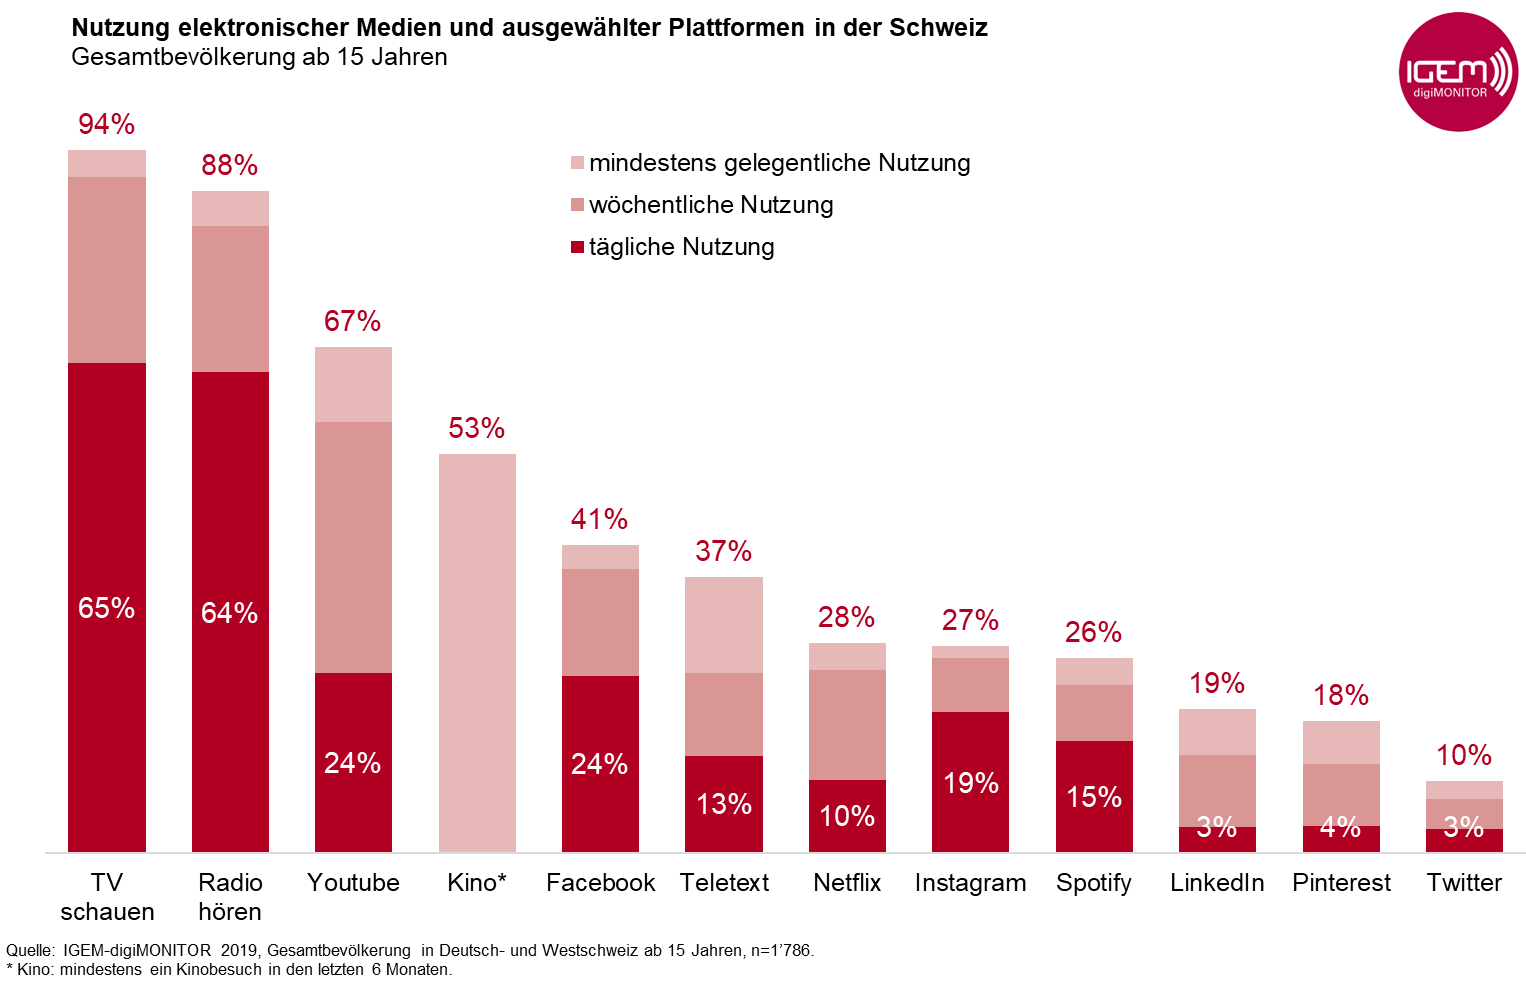 Nutzung elektronischer Medien und ausgewählter Plattformen in der Schweiz
Gesamtbevölkerung ab 15 Jahren
IGEM
digiMONITOR
mindestens gelegentliche Nutzung
wöchentliche Nutzung
tägliche Nutzung
94%
88%
67%
53%
41%
37%
28%
27%
26%
19%
18%
10%
65%
64%
24%
24%
13%
10%
19%
15%
3%
4%
3%
TV schauen
Radio hören
Youtube
Kino*
Facebook
Teletext
Netflix
Instagram
Spotify
LinkedIn
Pinterest
Twitter
Quelle: IGEM-digiMONITOR 2019, Gesamtbevölkerung in Deutsch- und Westschweiz ab 15 Jahren, n=1’786.
* Kino: mindestens ein Kinobesuch in den letzten 6 Monaten.